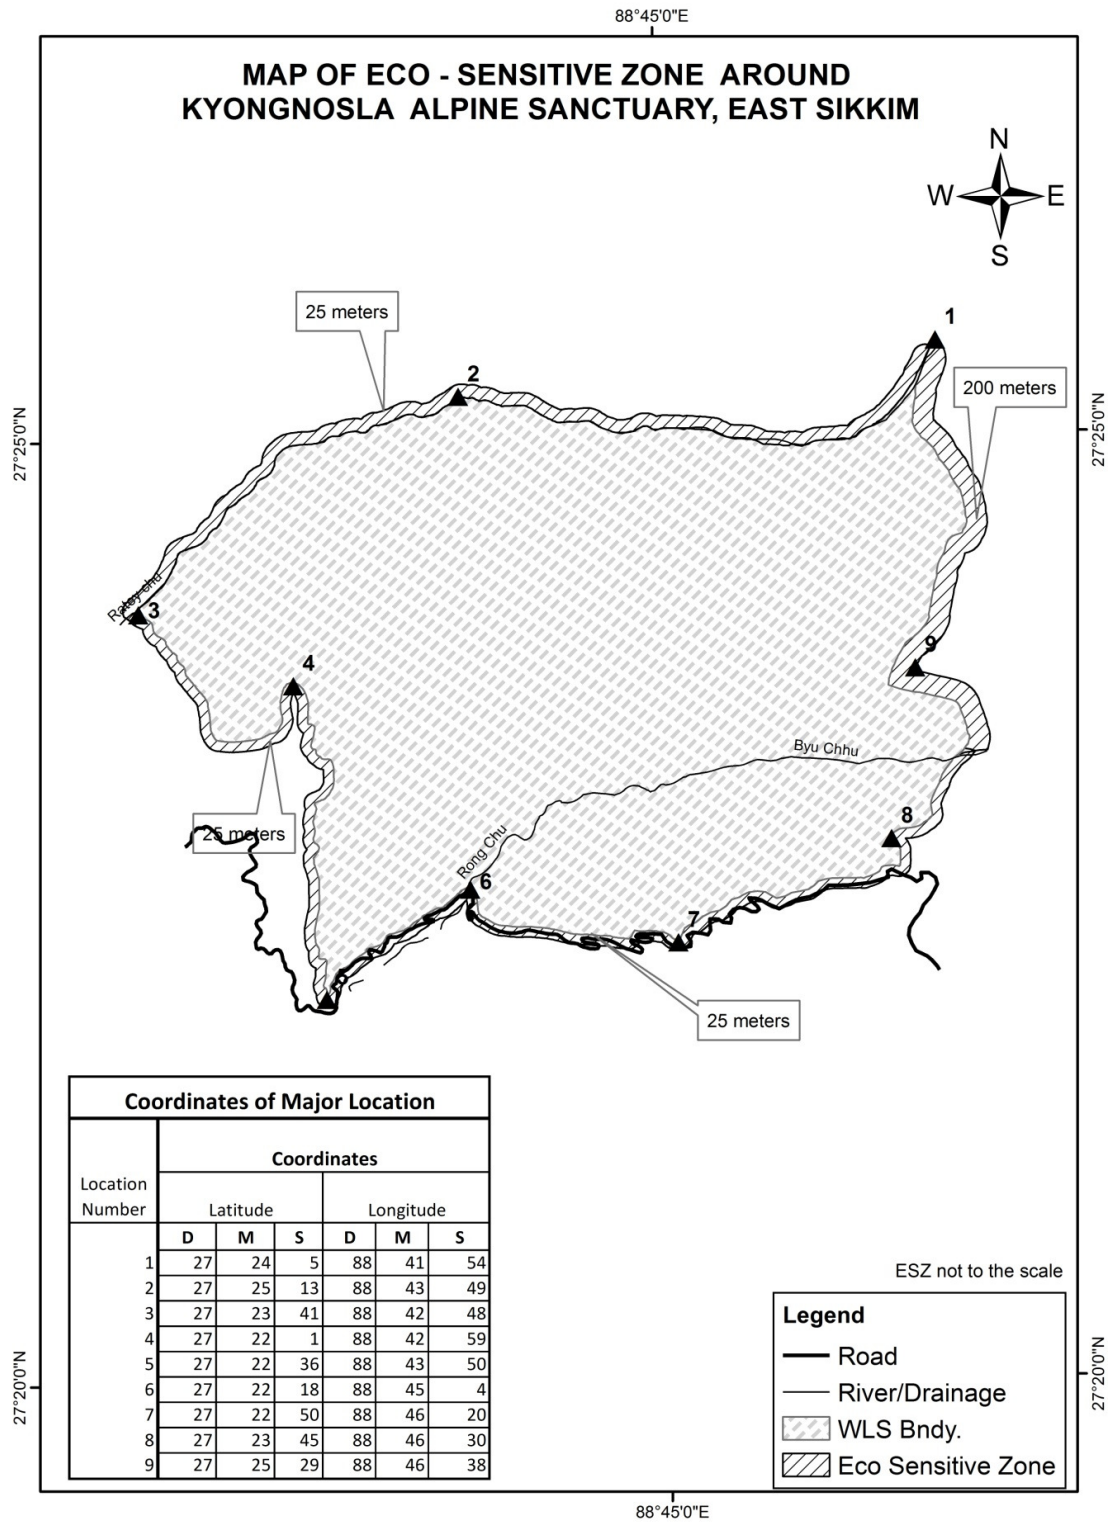 88°45'0"E
MAP OF ECO - SENSITIVE ZONE AROUND
KYONGNOSLA ALPINE SANCTUARY, EAST SIKKIM
N
W E
S
25 meters
1
2
200 meters
27°25'0"N
27°25'0"N
Ratey chu
3
4
9
Byu Chhu
25 meters
8
Rong Chu
6
7
5
25 meters
Coordinates of Major Location
Location Number
Coordinates
Latitude Longitude
D M S D M S
1 27 24 5 88 41 54
2 27 25 13 88 43 49
3 27 23 41 88 42 48
4 27 22 1 88 42 59
5 27 22 36 88 43 50
6 27 22 18 88 45 4
7 27 22 50 88 46 20
8 27 23 45 88 46 30
9 27 25 29 88 46 38
ESZ not to the scale
Legend
Road
River/Drainage
WLS Bndy.
Eco Sensitive Zone
27°20'0"N
27°20'0"N
88°45'0"E